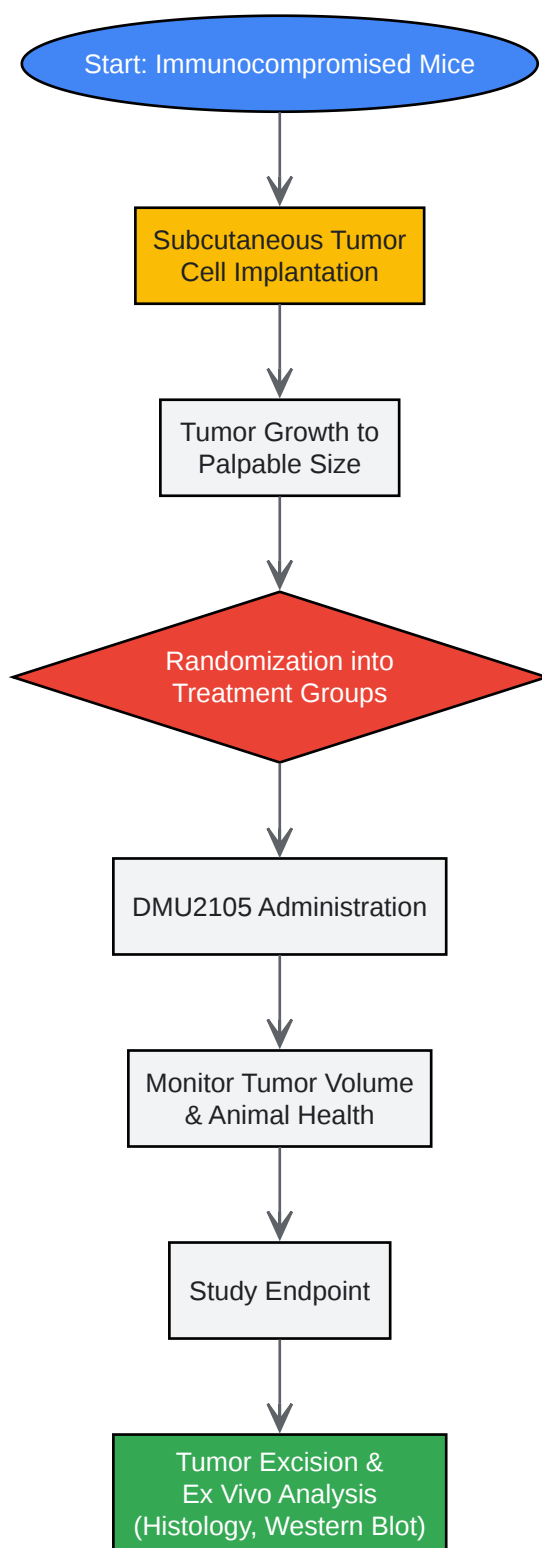 Start: Immunocompromised Mice
Subcutaneous Tumor
Cell Implantation
Tumor Growth to
Palpable Size
Randomization into
Treatment Groups
DMU2105 Administration
Monitor Tumor Volume
& Animal Health
Study Endpoint
Tumor Excision &
Ex Vivo Analysis
(Histology, Western Blot)